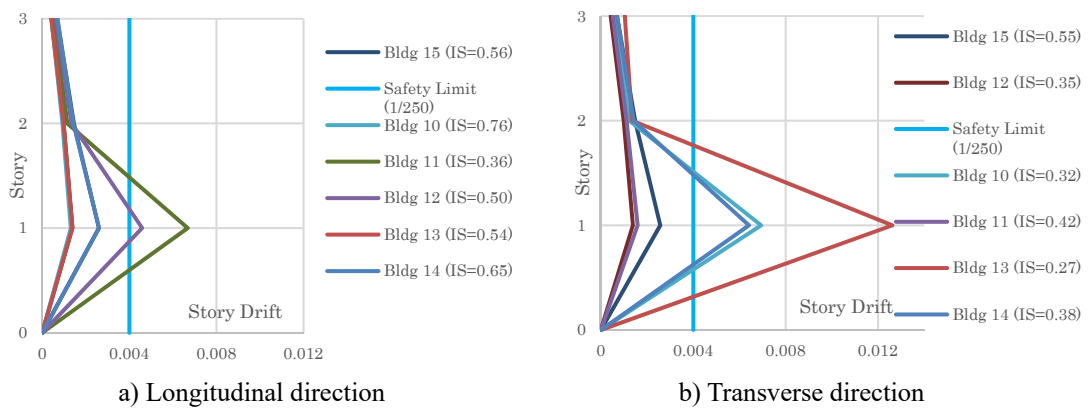 3
2
1
0
Story
0
0.004
0.008
0.012
Story Drift
Bldg 15 (IS=0.56)
Safety Limit
(1/250)
Bldg 10 (IS=0.76)
Bldg 11 (IS=0.36)
Bldg 12 (IS=0.50)
Bldg 13 (IS=0.54)
Bldg 14 (IS=0.65)
a) Longitudinal direction
3
2
1
0
Story
0
0.004
0.008
0.012
Story Drift
Bldg 15 (IS=0.55)
Bldg 12 (IS=0.35)
Safety Limit
(1/250)
Bldg 10 (IS=0.32)
Bldg 11 (IS=0.42)
Bldg 13 (IS=0.27)
Bldg 14 (IS=0.38)
b) Transverse direction